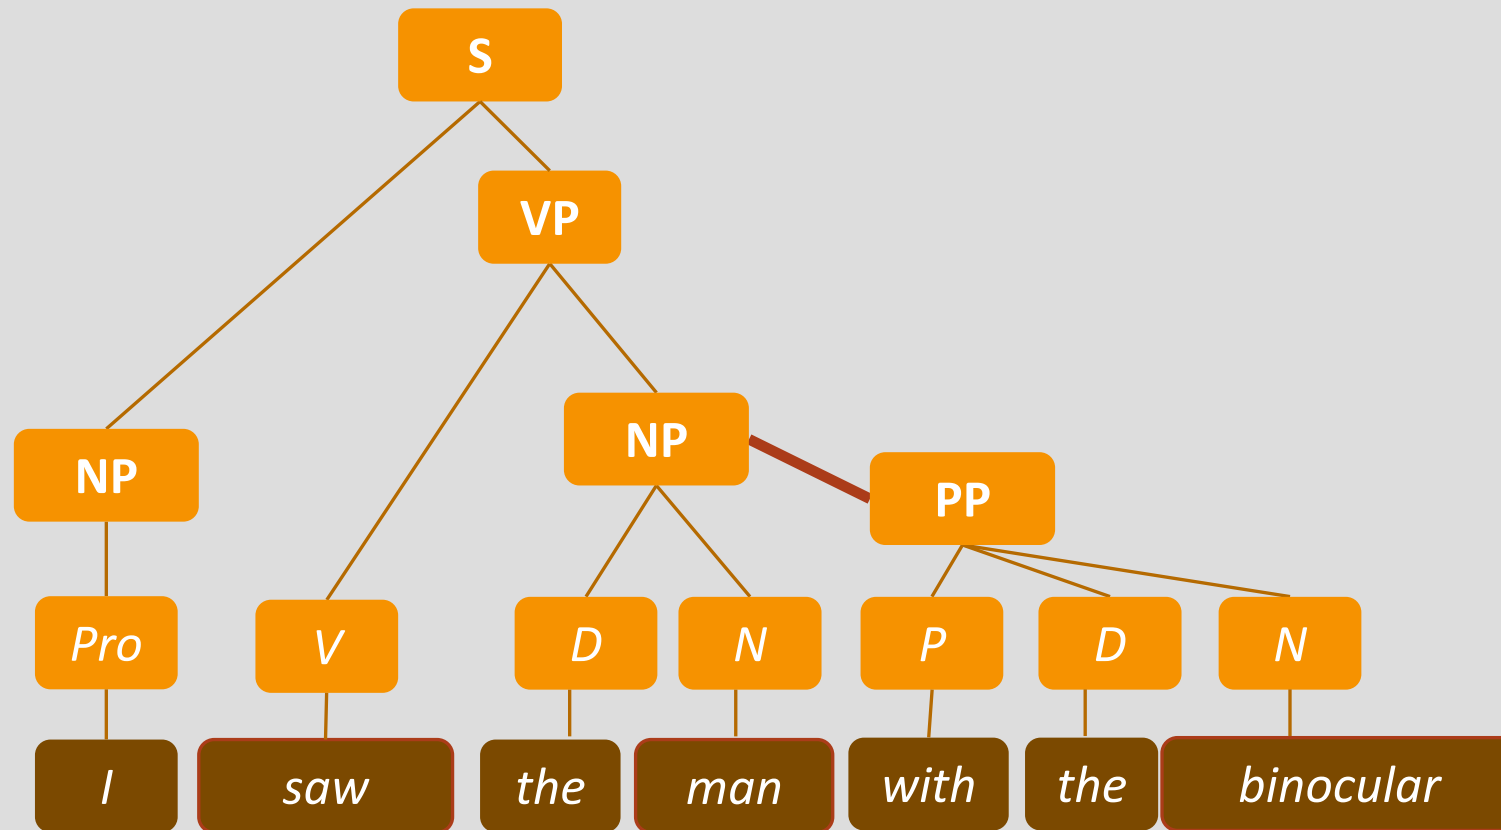 S
VP
NP
NP
PP
Pro
V
D
N
P
D
N
I
saw
the
man
with
the
binocular